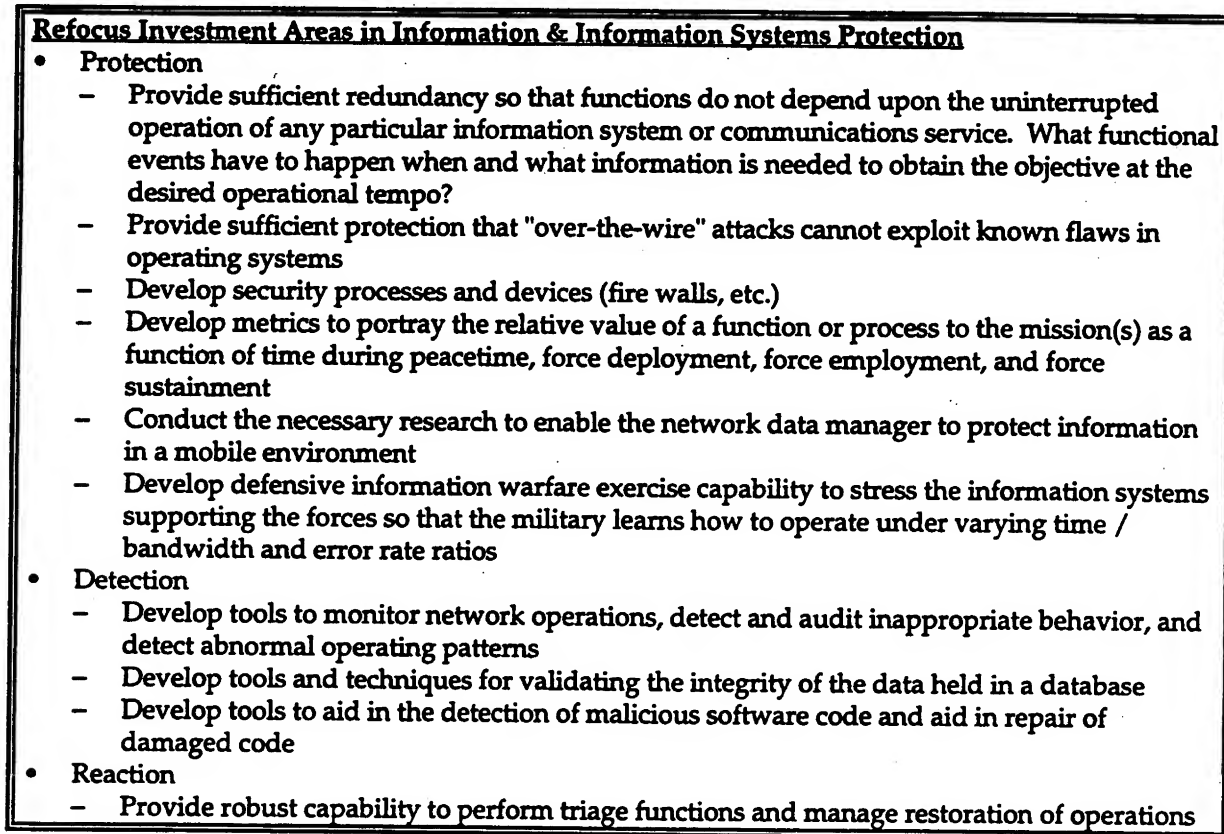 Refocus Investment Areas in Information & Information Systems Protection
• Protection
– Provide sufficient redundancy so that functions do not depend upon the uninterrupted
operation of any particular information system or communications service. What functional
events have to happen when and what information is needed to obtain the objective at the
desired operational tempo?
– Provide sufficient protection that "over-the-wire" attacks cannot exploit known flaws in
operating systems
– Develop security processes and devices (fire walls, etc.)
– Develop metrics to portray the relative value of a function or process to the mission(s) as a
function of time during peacetime, force deployment, force employment, and force
sustainment
– Conduct the necessary research to enable the network data manager to protect information
in a mobile environment
– Develop defensive information warfare exercise capability to stress the information systems
supporting the forces so that the military learns how to operate under varying time /
bandwidth and error rate ratios
• Detection
– Develop tools to monitor network operations, detect and audit inappropriate behavior, and
detect abnormal operating patterns
– Develop tools and techniques for validating the integrity of the data held in a database
– Develop tools to aid in the detection of malicious software code and aid in repair of
damaged code
• Reaction
– Provide robust capability to perform triage functions and manage restoration of operations